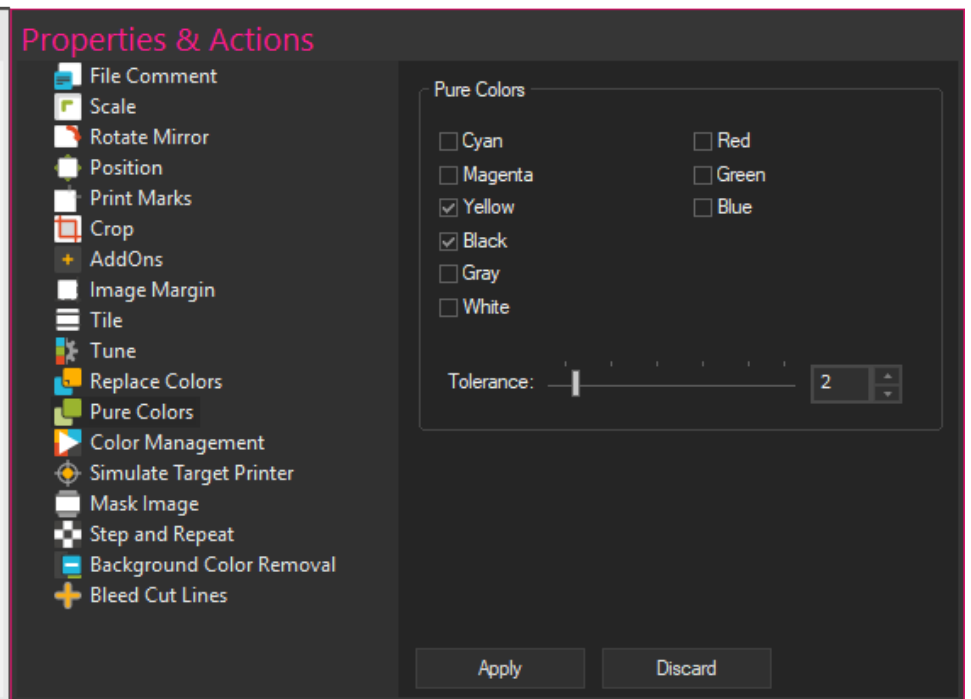 Properties & Actions
File Comment
Scale
Rotate Mirror
Position
Print Marks
Crop
AddOns
Image Margin
Tile
Tune
Replace Colors
Pure Colors
Color Management
Simulate Target Printer
Mask Image
Step and Repeat
Background Color Removal
Bleed Cut Lines
Pure Colors
Cyan Red
Magenta Green
Yellow Blue
Black
Gray
White
Tolerance: 2
Apply Discard